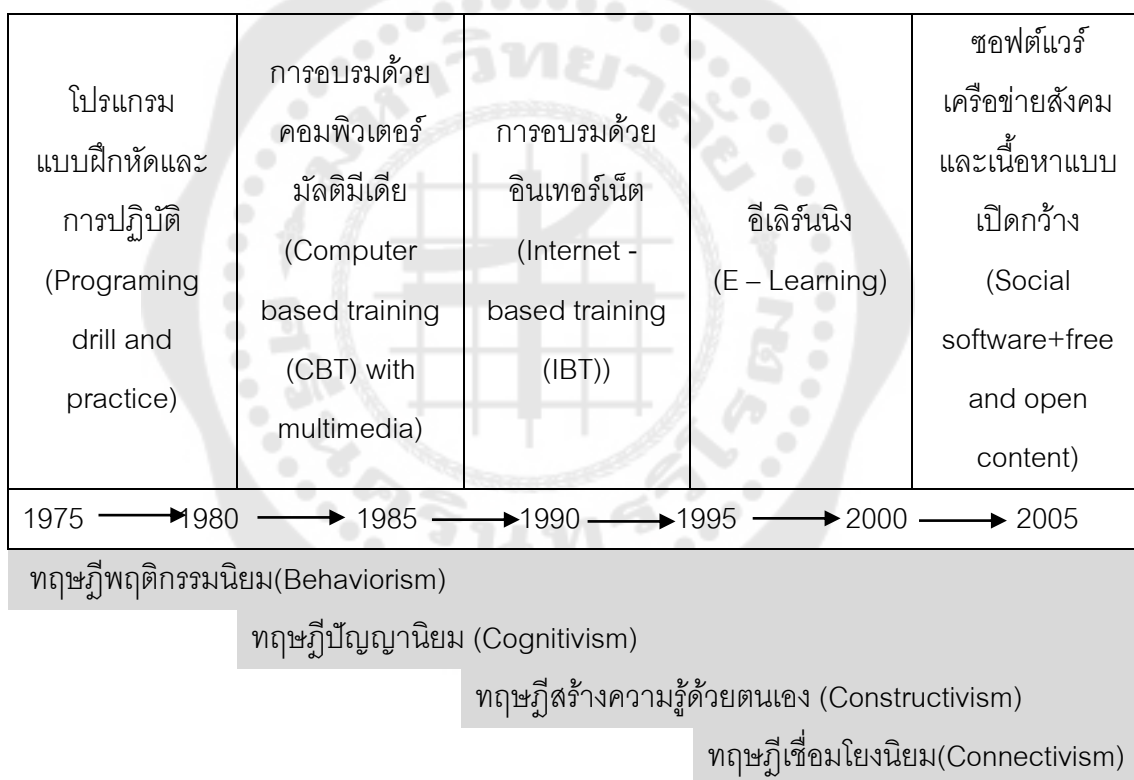 โปรแกรม
แบบฝึกหัดและ
การปฏิบัติ
(Programing
drill and
practice)
การอบรมด้วย
คอมพิวเตอร์
มัลติมีเดีย
(Computer
based training
(CBT) with
multimedia)
การอบรมด้วย
อินเทอร์เน็ต
(Internet -
based training
(IBT))
อีเลิร์นนิง
(E – Learning)
ซอฟต์แวร์
เครือข่ายสังคม
และเนื้อหาแบบ
เปิดกว้าง
(Social
software+free
and open
content)
1975 1980 1985 1990 1995 2000 2005
ทฤษฎีพฤติกรรมนิยม(Behaviorism)
ทฤษฎีปัญญานิยม (Cognitivism)
ทฤษฎีสร้างความรู้ด้วยตนเอง (Constructivism)
ทฤษฎีเชื่อมโยงนิยม(Connectivism)